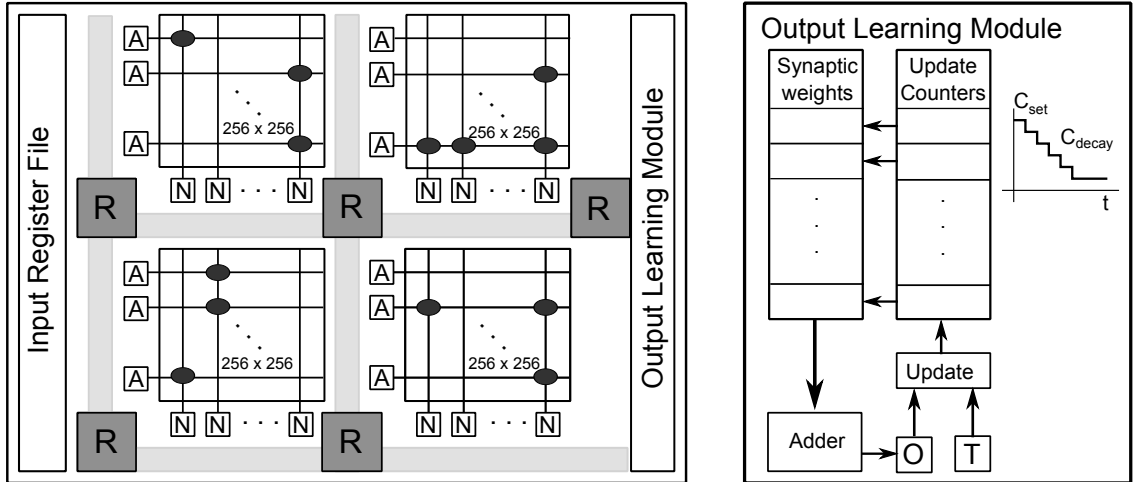 Input Register File
A
A
A
256 x 256
N N · · · N
A
A
A
256 x 256
N N · · · N
R
R
R
A
A
A
256 x 256
N N · · · N
A
A
A
256 x 256
N N · · · N
R
R
Output Learning Module
Output Learning Module
Synaptic
weights
Update
Counters
Cset
Cdecay
t
Update
Adder
O
T